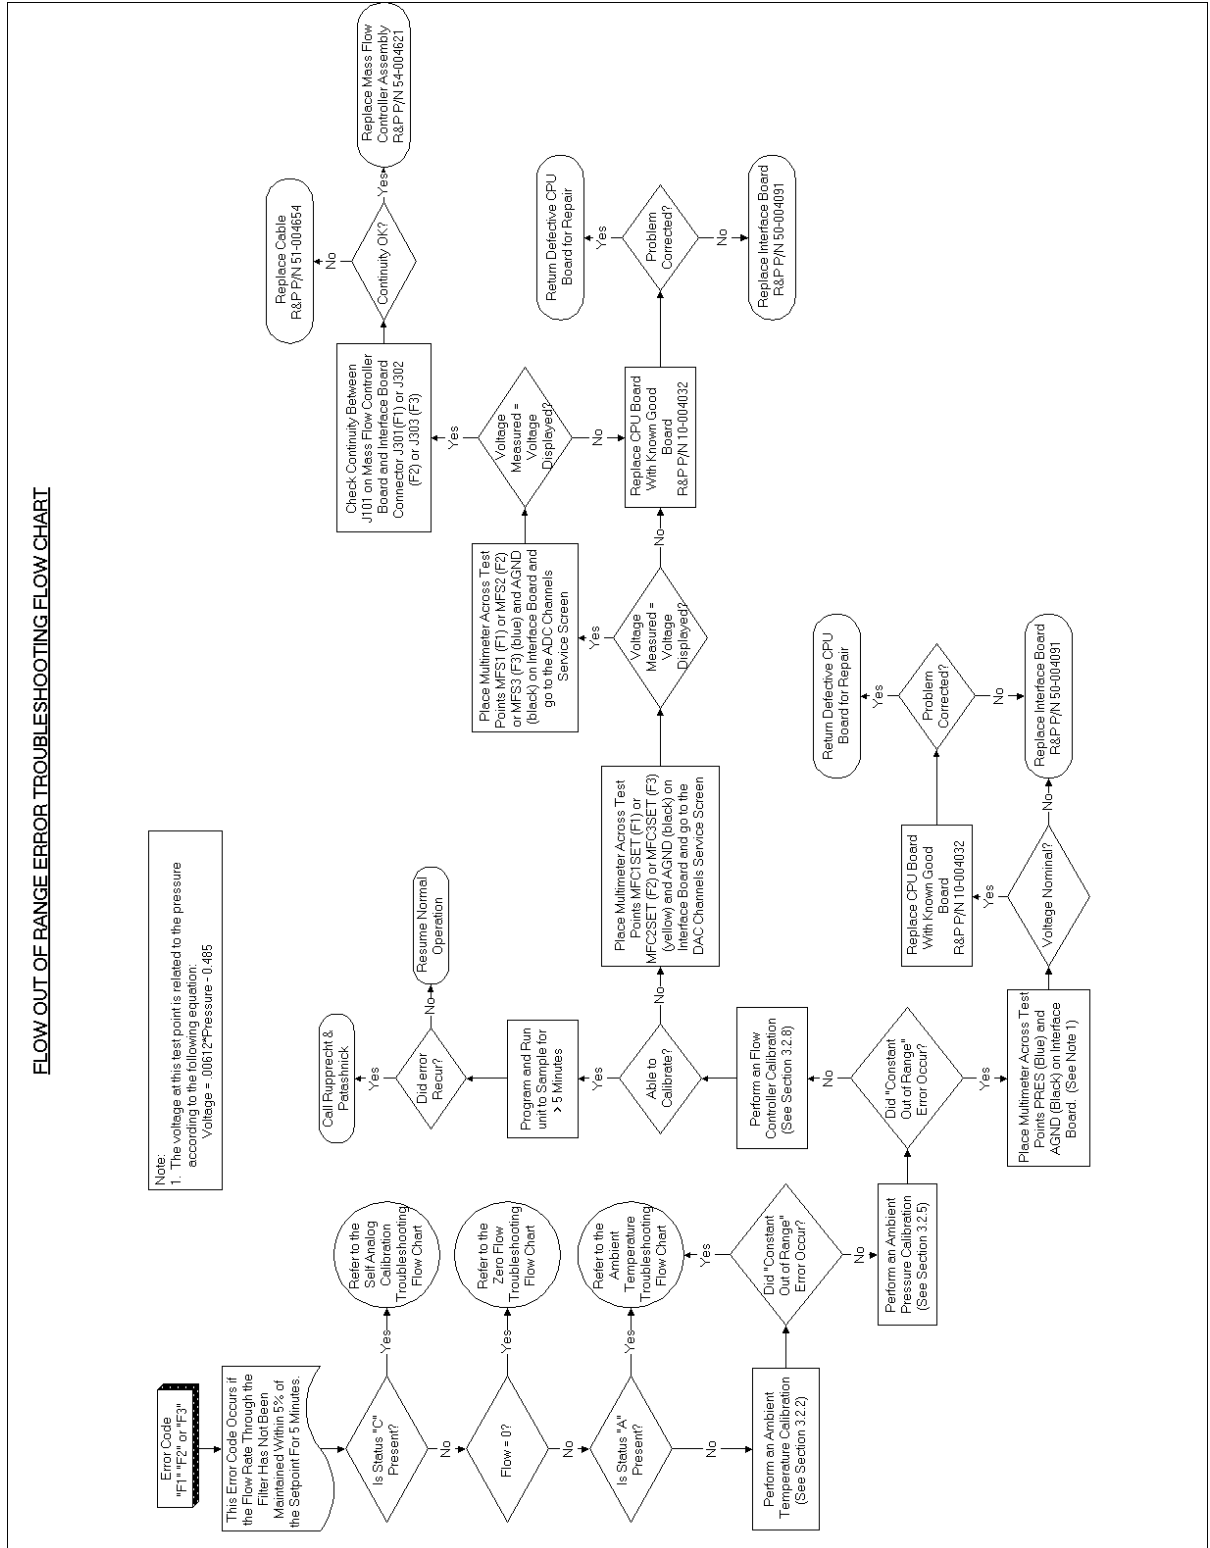 FLOW OUT OF RANGE ERROR TROUBLESHOOTING FLOW CHART
Note:
1. The voltage at this test point is related to the pressure
according to the following equation:
Voltage = .00612*Pressure - 0.485
Error Code
"F1" "F2" or "F3"
This Error Code Occurs if
the Flow Rate Through the
Filter Has Not Been
Maintained Within 5% of
the Setpoint For 5 Minutes.
Is Status "C"
Present?
Yes
Refer to the
Self Analog
Calibration
Troubleshooting
Flow Chart
No
Flow = 0?
Yes
Refer to the
Zero Flow
Troubleshooting
Flow Chart
No
Is Status "A"
Present?
Yes
Refer to the
Ambient
Temperature
Troubleshooting
Flow Chart
No
Perform an Ambient
Temperature Calibration
(See Section 3.2.2)
Did "Constant
Out of Range"
Error Occur?
Yes
No
Perform an Ambient
Pressure Calibration
(See Section 3.2.5)
Did "Constant
Out of Range"
Error Occur?
No
Yes
Perform an Flow
Controller Calibration
(See Section 3.2.8)
Able to
Calibrate?
Yes
Program and Run
unit to Sample for
> 5 Minutes
Did error
Recur?
Yes
Call Rupprecht &
Patashnick
No
Resume Normal
Operation
No
Place Multimeter Across Test
Points MFC1SET (F1) or
MFC2SET (F2) or MFC3SET (F3)
(yellow) and AGND (black) on
Interface Board and go to the
DAC Channels Service Screen
Voltage
Measured =
Voltage
Displayed?
Yes
Place Multimeter Across Test
Points MFS1 (F1) or MFS2 (F2)
or MFS3 (F3) (blue) and AGND
(black) on Interface Board and
go to the ADC Channels
Service Screen
Voltage
Measured =
Voltage
Displayed?
Yes
Check Continuity Between
J101 on Mass Flow Controller
Board and Interface Board
Connector J301(F1) or J302
(F2) or J303 (F3)
Continuity OK?
No
Replace Cable
R&P P/N 51-004654
Yes
Replace Mass Flow
Controller Assembly
R&P P/N 54-004621
No
No
Replace CPU Board
With Known Good
Board
R&P P/N 10-004032
Problem
Corrected?
Yes
Return Defective CPU
Board for Repair
No
Replace Interface Board
R&P P/N 50-004091
Place Multimeter Across Test
Points PRES (Blue) and
AGND (Black) on Interface
Board. (See Note 1)
Voltage Nominal?
Yes
No
Replace CPU Board
With Known Good
Board
R&P P/N 10-004032
Problem
Corrected?
Yes
Return Defective CPU
Board for Repair
No
Replace Interface Board
R&P P/N 50-004091